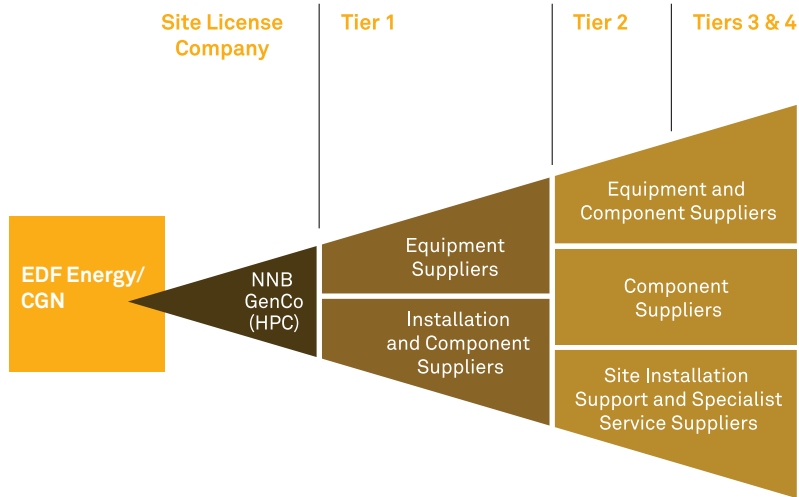 Site License
Company
Tier 1
Tier 2
Tiers 3 & 4
EDF Energy/
CGN
NNB
GenCo
(HPC)
Equipment
Suppliers
Installation
and Component
Suppliers
Equipment and
Component Suppliers
Component
Suppliers
Site Installation
Support and Specialist
Service Suppliers